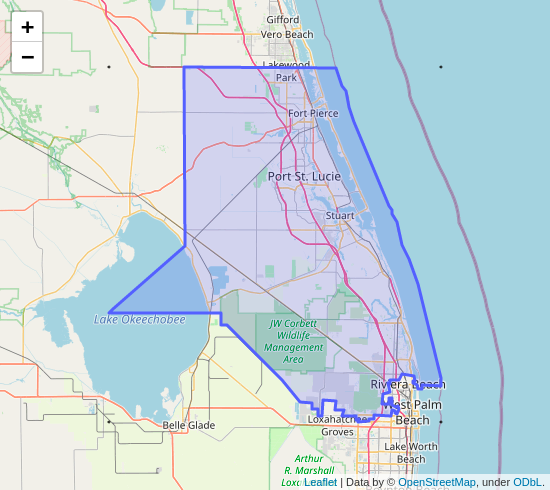 +
−
Gifford
Vero Beach
Lakewood
Park
Fort Pierce
Port St. Lucie
Stuart
Lake Okeechobee
JW Corbett
Wildlife
Management
Area
Riviera Beach
West Palm
Beach
Loxahatchee
Groves
Belle Glade
Lake Worth
Beach
Arthur
R. Marshall
Leaflet | Data by © OpenStreetMap, under ODbL.